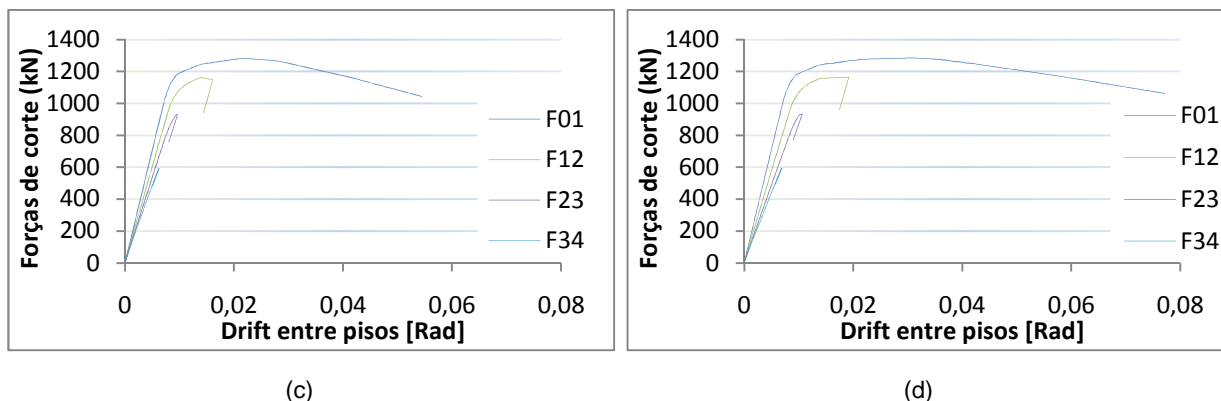 Forças de corte (kN)
1400
1200
1000
800
600
400
200
0
0 0,02 0,04 0,06 0,08
Drift entre pisos [Rad]
F01
F12
F23
F34
(c)
Forças de corte (kN)
1400
1200
1000
800
600
400
200
0
0 0,02 0,04 0,06 0,08
Drift entre pisos [Rad]
F01
F12
F23
F34
(d)